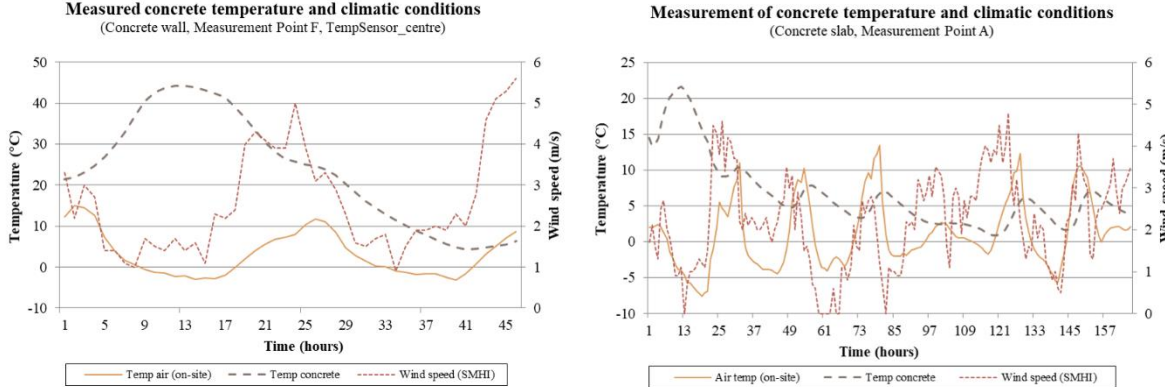 Measured concrete temperature and climatic conditions
(Concrete wall, Measurement Point F, TempSensor_centre)
50
40
30
20
10
0
-10
Temperature (°C)
6
5
4
3
2
1
0
Wind speed (m/s)
1 5 9 13 17 21 25 29 33 37 41 45
Time (hours)
Temp air (on-site) Temp concrete Wind speed (SMHI)
Measurement of concrete temperature and climatic conditions
(Concrete slab, Measurement Point A)
25
20
15
10
5
0
-5
-10
Temperature (°C)
6
5
4
3
2
1
0
Wind speed (m/s)
1 13 25 37 49 61 73 85 97 109 121 133 145 157
Time (hours)
Air temp (on-site) Temp concrete Wind speed (SMHI)